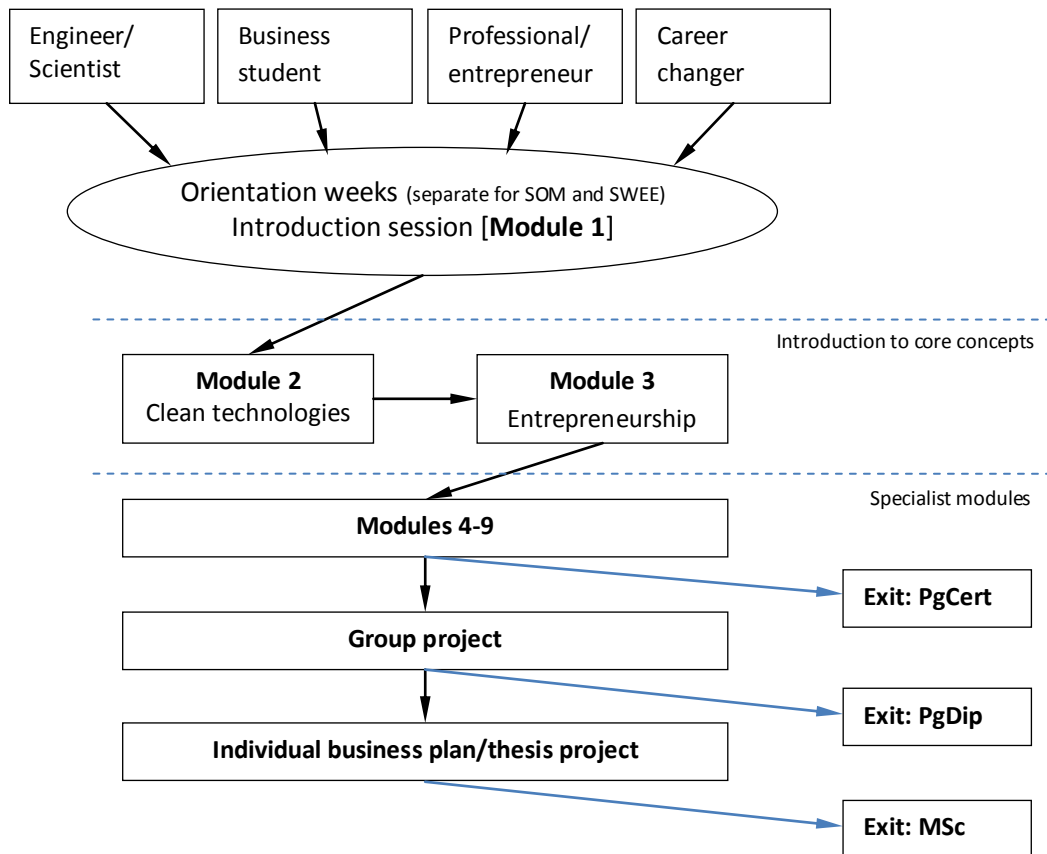 Engineer/
Scientist
Business
student
Professional/
entrepreneur
Career
changer
Orientation weeks (separate for SOM and SWEE)
Introduction session [Module 1]
Introduction to core concepts
Module 2
Clean technologies
Module 3
Entrepreneurship
Specialist modules
Modules 4-9
Exit: PgCert
Group project
Exit: PgDip
Individual business plan/thesis project
Exit: MSc